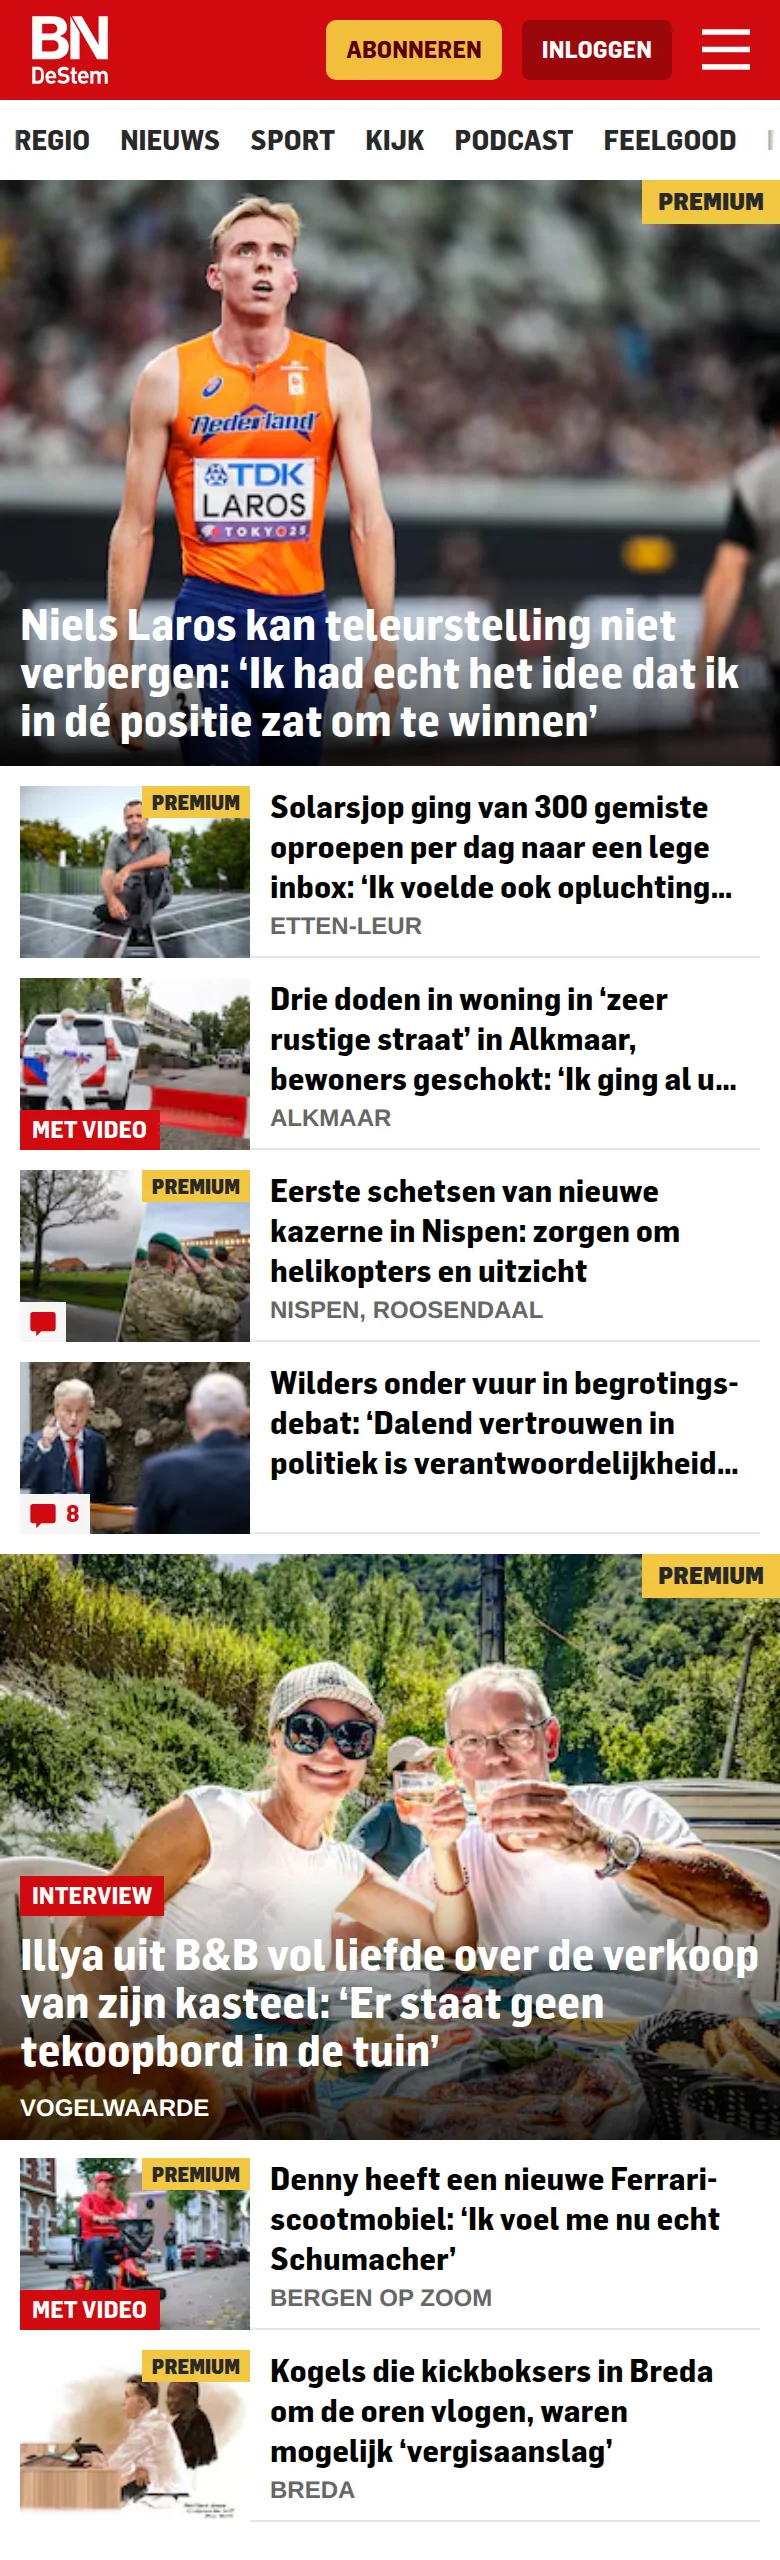 BN
DeStem
ABONNEREN
INLOGGEN
REGIO NIEUWS SPORT KIJK PODCAST FEELGOOD
PREMIUM
Nederland
TDK
LAROS
TOKYO25
Niels Laros kan teleurstelling niet
verbergen: ‘Ik had echt het idee dat ik
in dé positie zat om te winnen’
PREMIUM
Solarsjop ging van 300 gemiste
oproepen per dag naar een lege
inbox: ‘Ik voelde ook opluchting...
ETTEN-LEUR
MET VIDEO
Drie doden in woning in ‘zeer
rustige straat’ in Alkmaar,
bewoners geschokt: ‘Ik ging al u...
ALKMAAR
PREMIUM
Eerste schetsen van nieuwe
kazerne in Nispen: zorgen om
helikopters en uitzicht
NISPEN, ROOSENDAAL
8
Wilders onder vuur in begrotings-
debat: ‘Dalend vertrouwen in
politiek is verantwoordelijkheid...
PREMIUM
INTERVIEW
Illya uit B&B vol liefde over de verkoop
van zijn kasteel: ‘Er staat geen
tekoopbord in de tuin’
VOGELWAARDE
PREMIUM
MET VIDEO
Denny heeft een nieuwe Ferrari-
scootmobiel: ‘Ik voel me nu echt
Schumacher’
BERGEN OP ZOOM
PREMIUM
Kogels die kickboksers in Breda
om de oren vlogen, waren
mogelijk ‘vergisaanslag’
BREDA